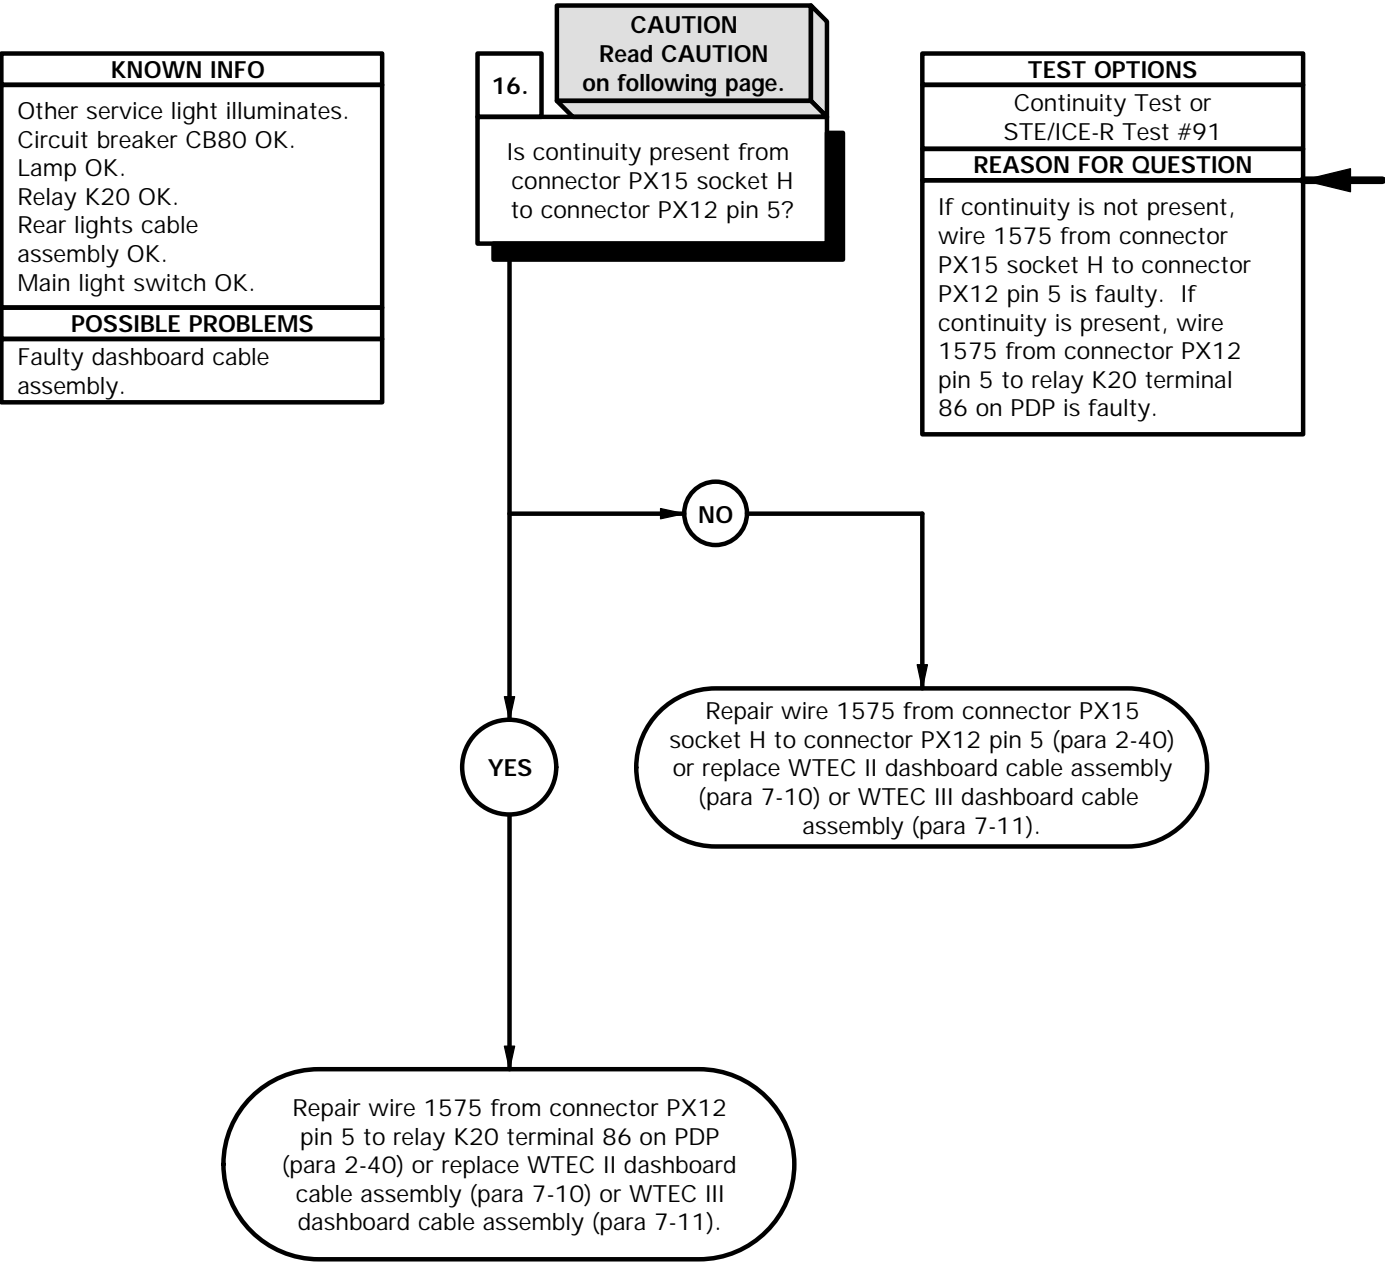 KNOWN INFO
Other service light illuminates.
Circuit breaker CB80 OK.
Lamp OK.
Relay K20 OK.
Rear lights cable
assembly OK.
Main light switch OK.
POSSIBLE PROBLEMS
Faulty dashboard cable
assembly.
CAUTION
Read CAUTION
on following page.
16.
Is continuity present from
connector PX15 socket H
to connector PX12 pin 5?
TEST OPTIONS
Continuity Test or
STE/ICE-R Test #91
REASON FOR QUESTION
If continuity is not present,
wire 1575 from connector
PX15 socket H to connector
PX12 pin 5 is faulty.  If
continuity is present, wire
1575 from connector PX12
pin 5 to relay K20 terminal
86 on PDP is faulty.
NO
Repair wire 1575 from connector PX15
socket H to connector PX12 pin 5 (para 2-40)
or replace WTEC II dashboard cable assembly
(para 7-10) or WTEC III dashboard cable
assembly (para 7-11).
YES
Repair wire 1575 from connector PX12
pin 5 to relay K20 terminal 86 on PDP
(para 2-40) or replace WTEC II dashboard
cable assembly (para 7-10) or WTEC III
dashboard cable assembly (para 7-11).